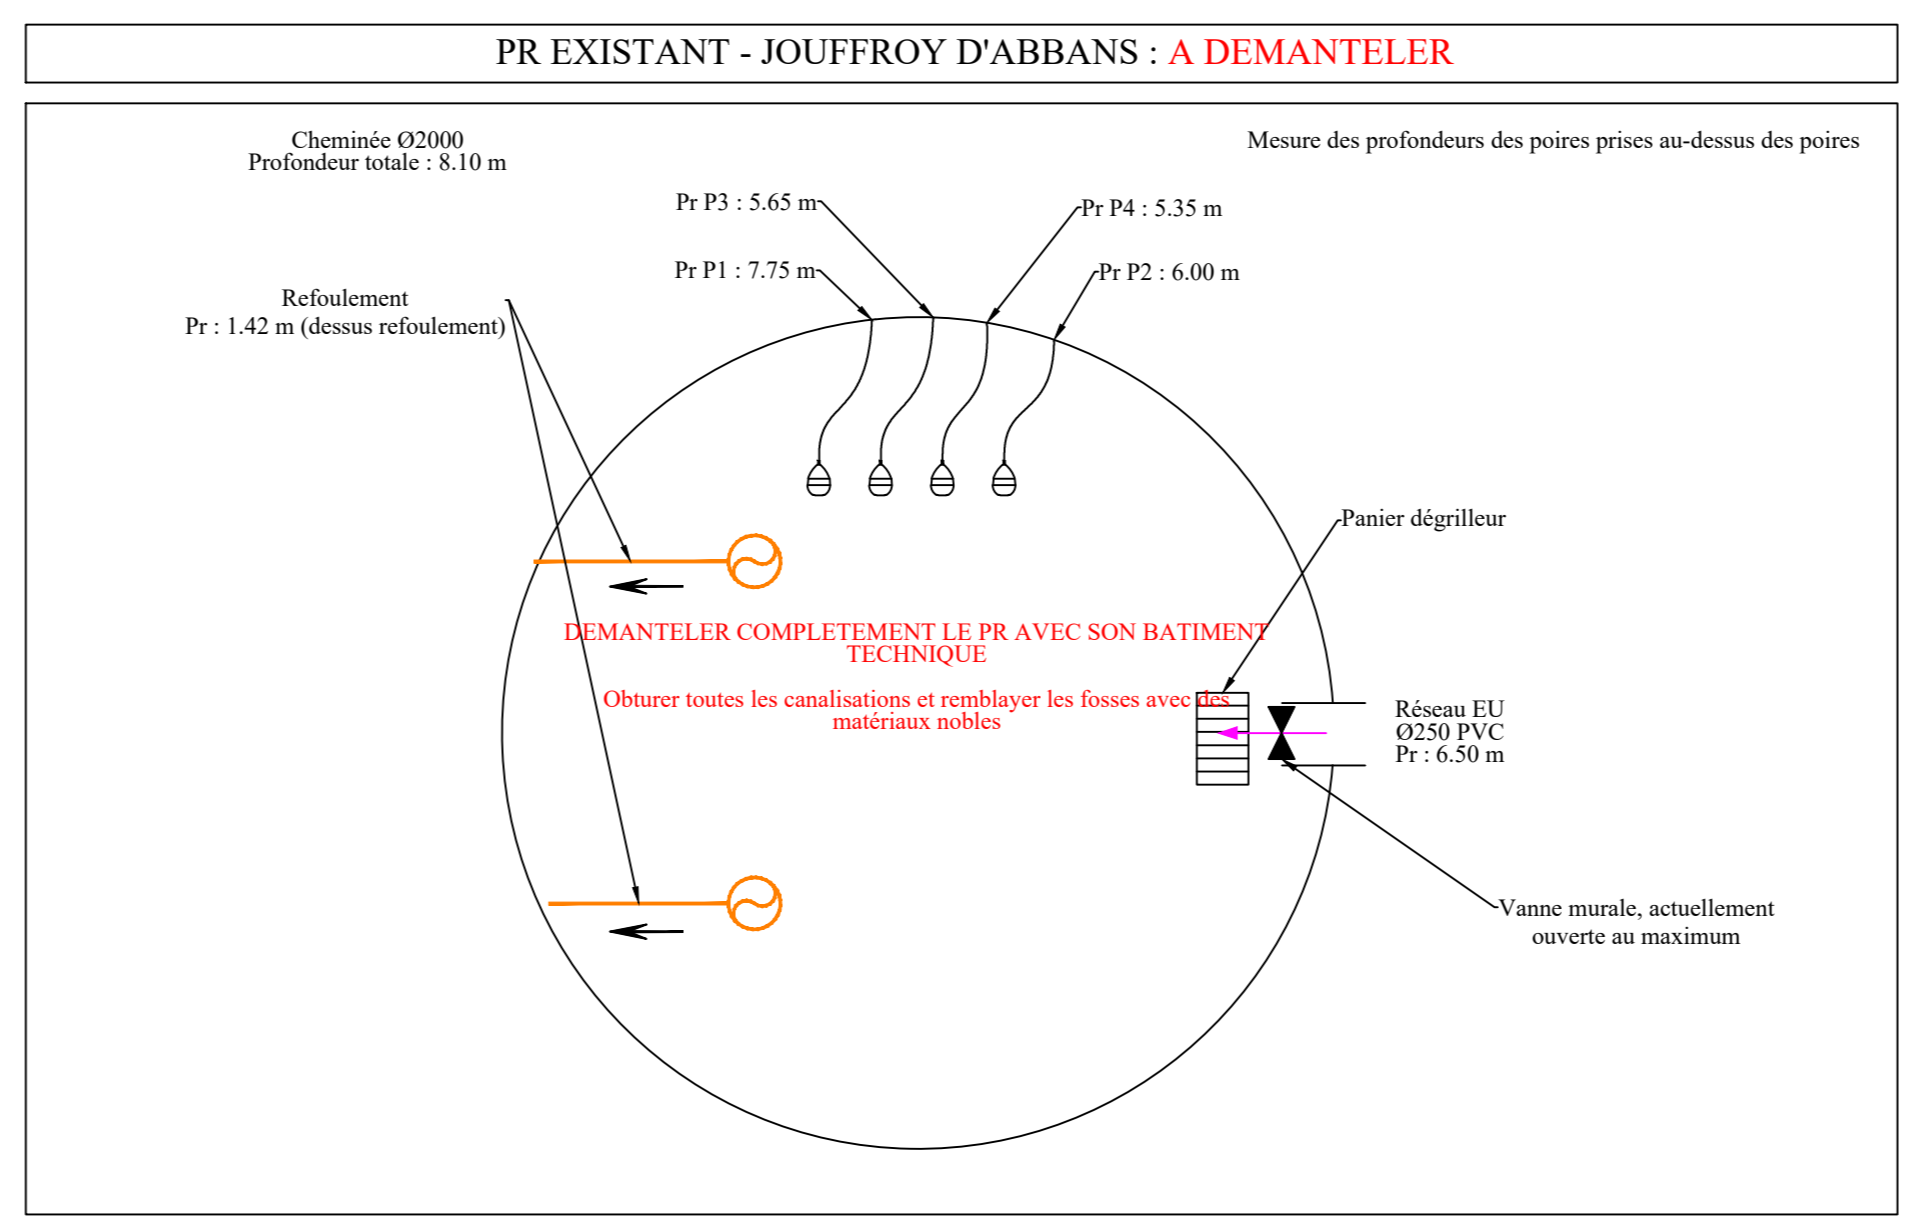 PR EXISTANT - JOUFFROY D'ABBANS : A DEMANTELER
Cheminée Ø2000
Profondeur totale : 8.10 m
Mesure des profondeurs des poires prises au-dessus des poires
Pr P3 : 5.65 m
Pr P4 : 5.35 m
Pr P1 : 7.75 m
Pr P2 : 6.00 m
Refoulement
Pr : 1.42 m (dessus refoulement)
Panier dégrilleur
DEMANTELER COMPLETEMENT LE PR AVEC SON BATIMENT
TECHNIQUE
Obturer toutes les canalisations et remblayer les fosses avec des
matériaux nobles
Réseau EU
Ø250 PVC
Pr : 6.50 m
Vanne murale, actuellement
ouverte au maximum